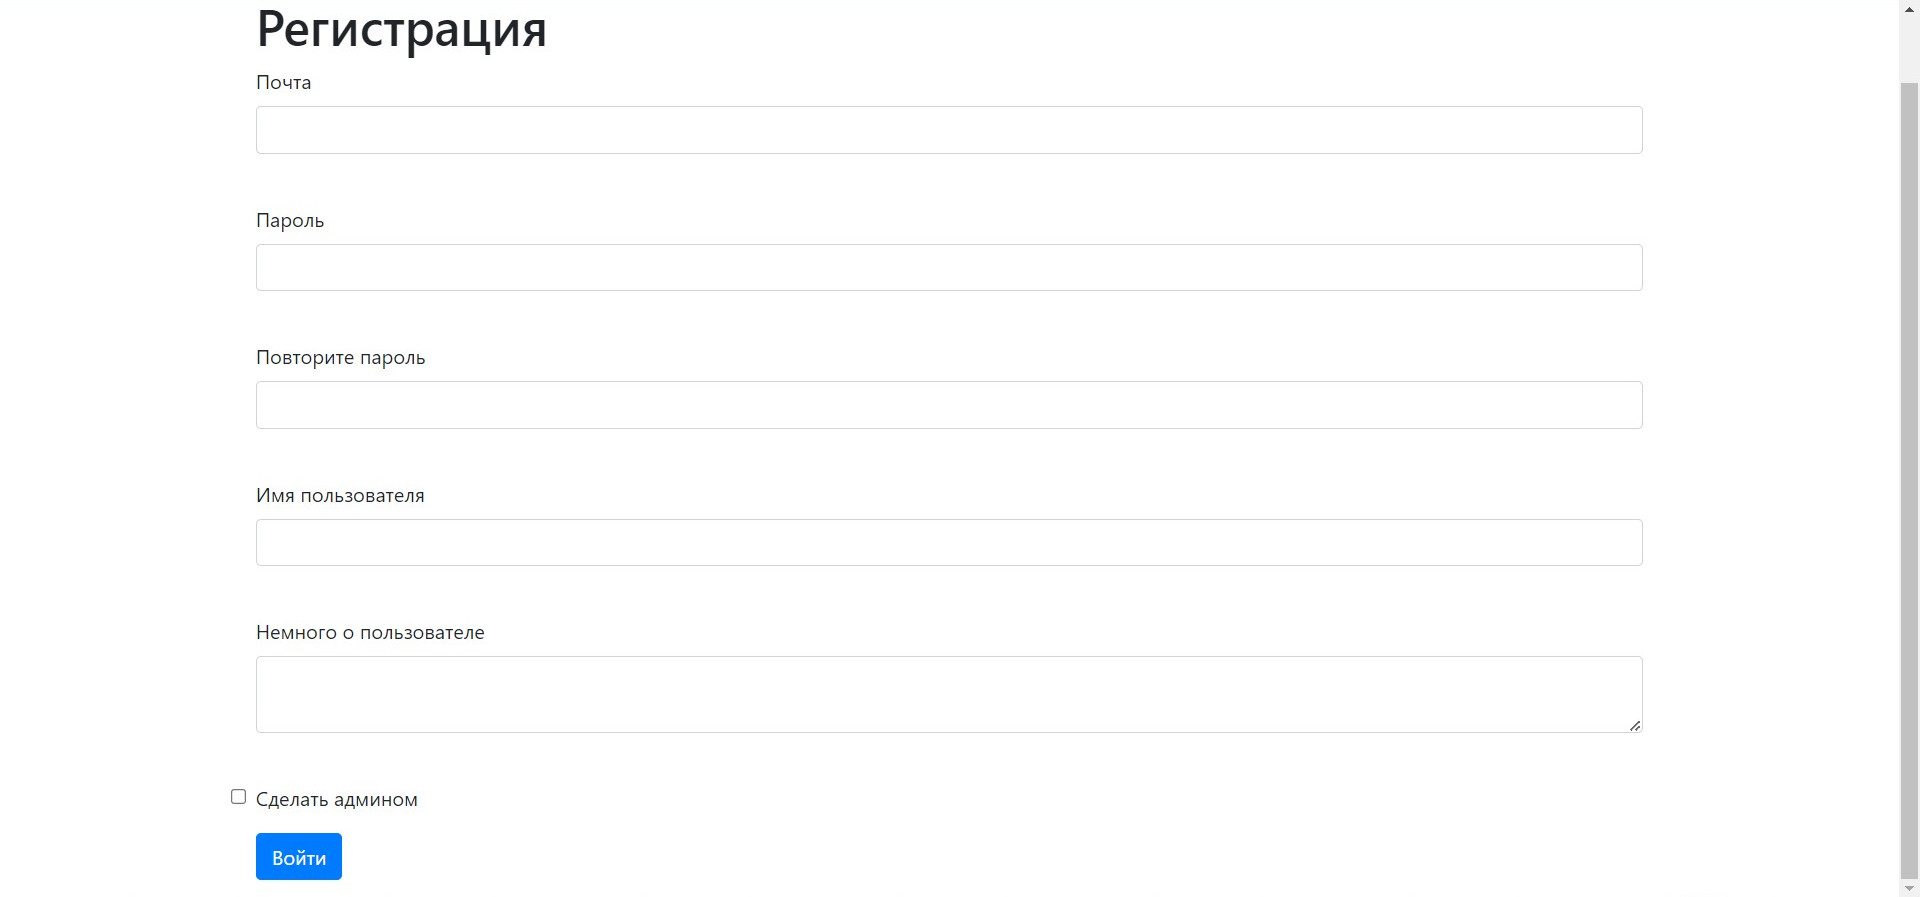 Регистрация
Почта
Пароль
Повторите пароль
Имя пользователя
Немного о пользователе
Сделать админом
Войти